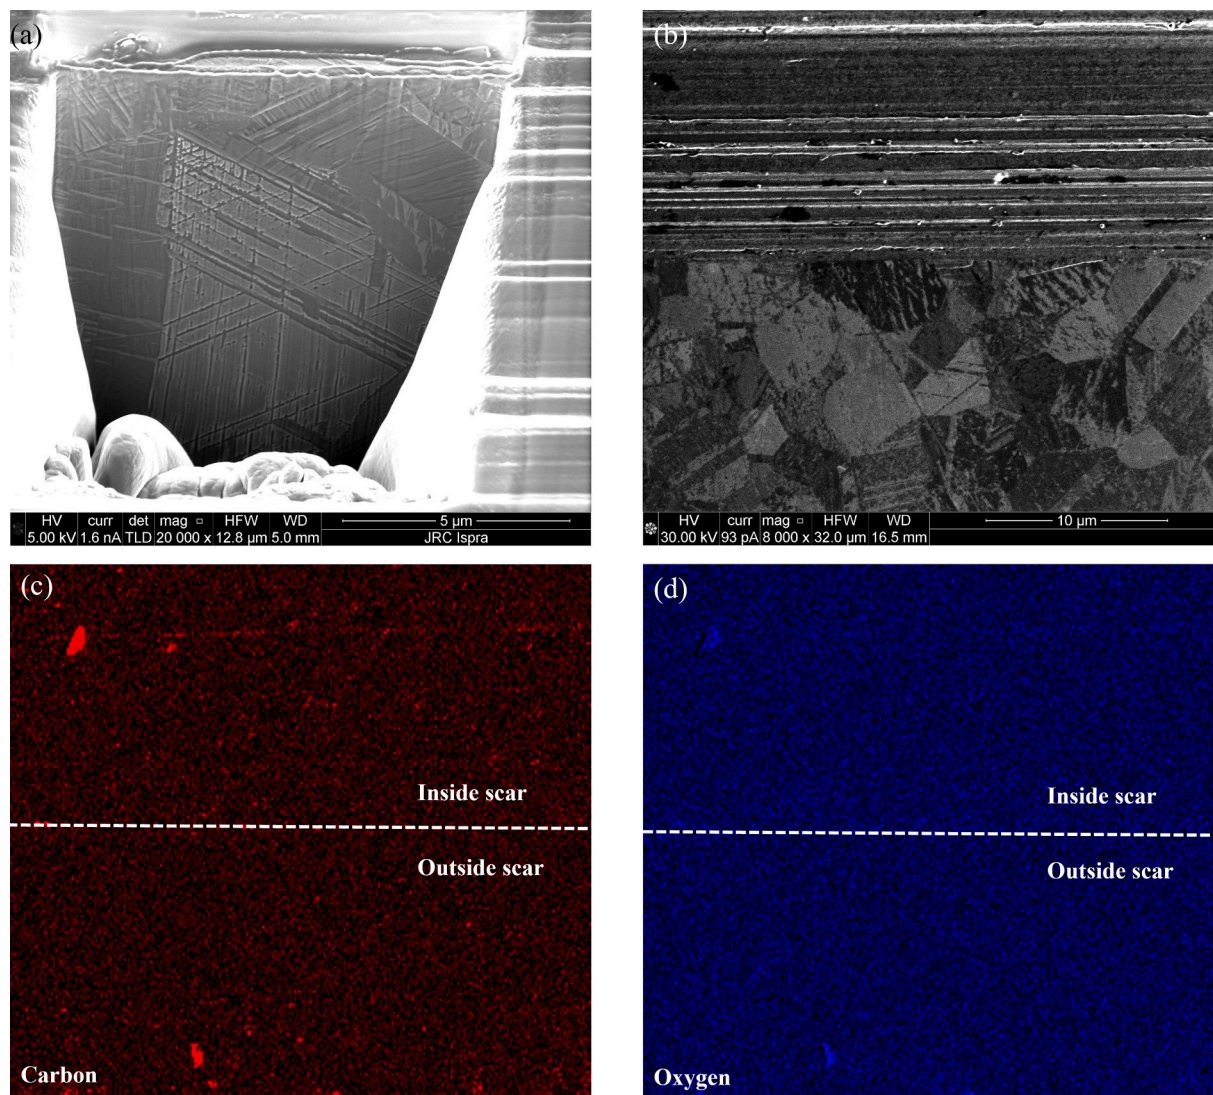 (a)
HV curr det mag HFW WD 5 µm
5.00 kV 1.6 nA TLD 20 000 x 12.8 µm 5.0 mm JRC Ispra
(b)
HV curr mag HFW WD 10 µm
30.00 kV 93 pA 8 000 x 32.0 µm 16.5 mm
(c)
Inside scar
Outside scar
Carbon
(d)
Inside scar
Outside scar
Oxygen